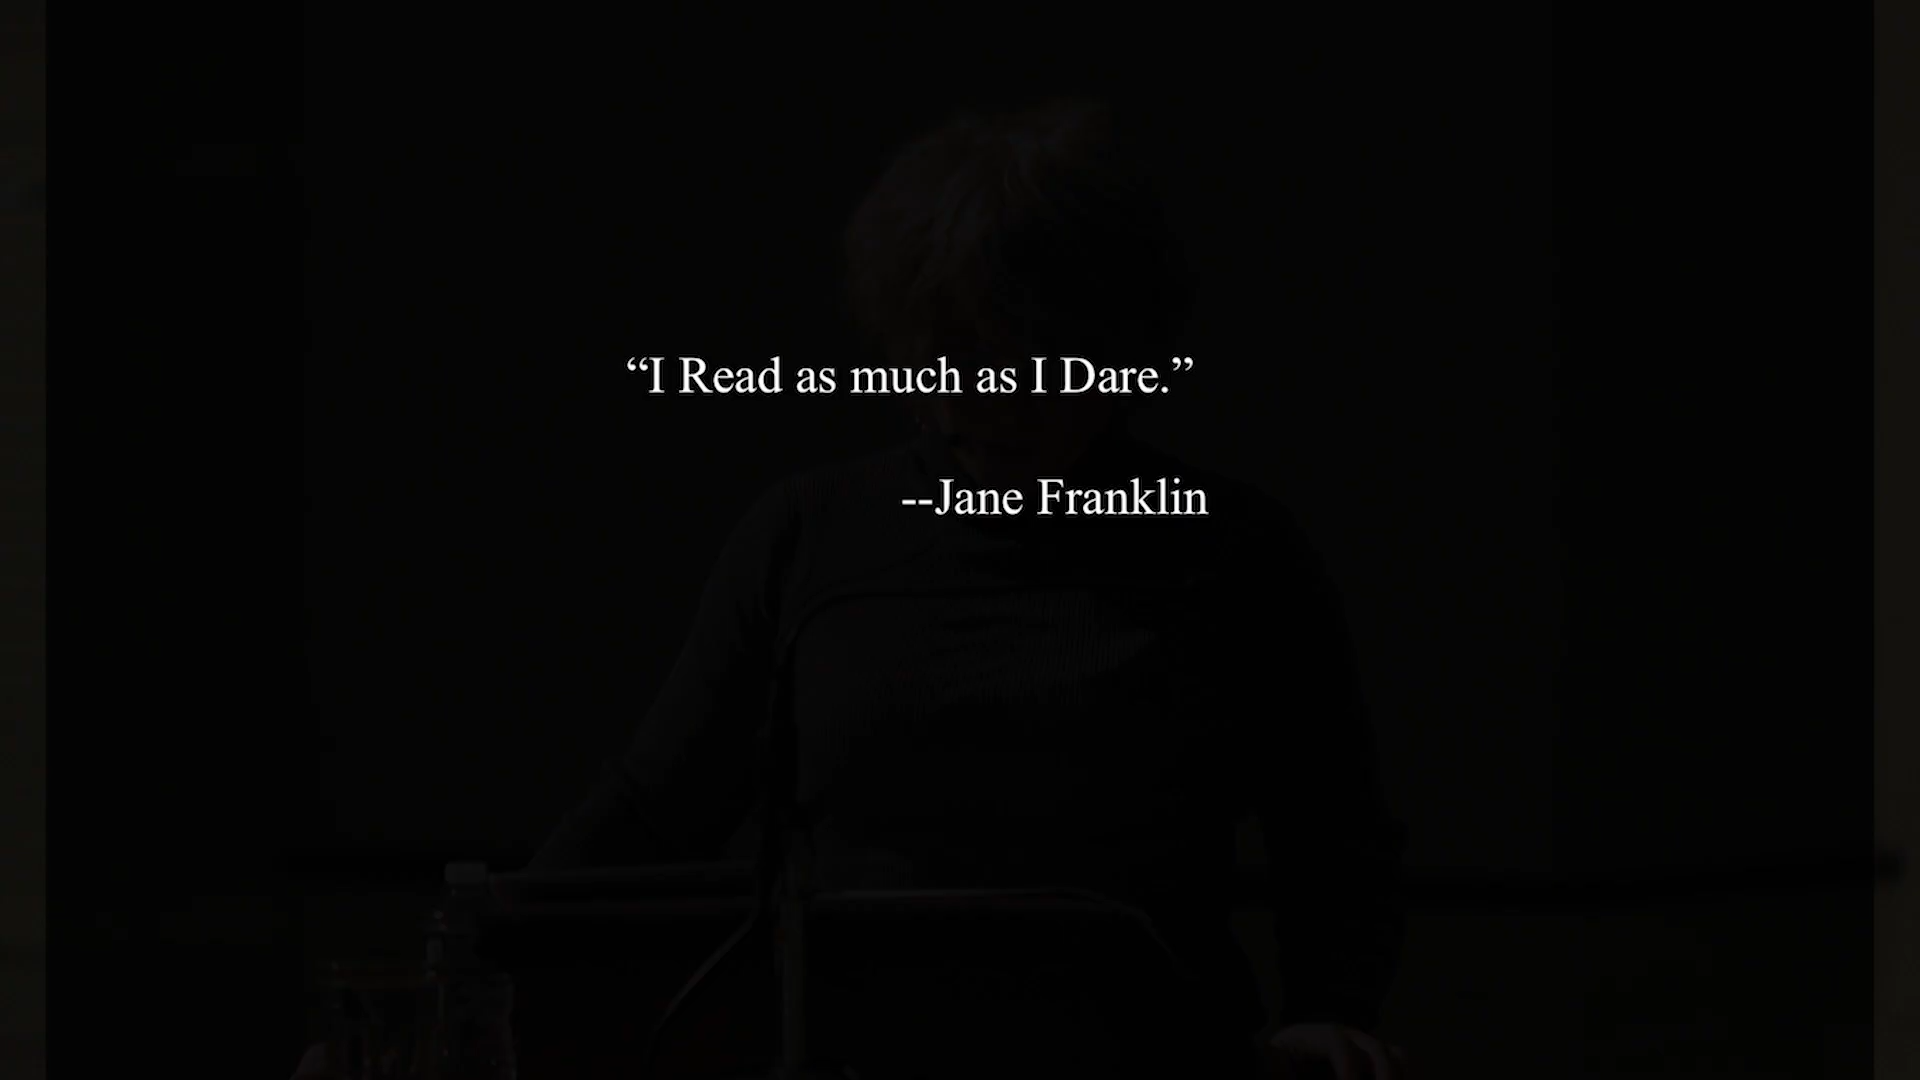 “I Read as much as I Dare.”
--Jane Franklin